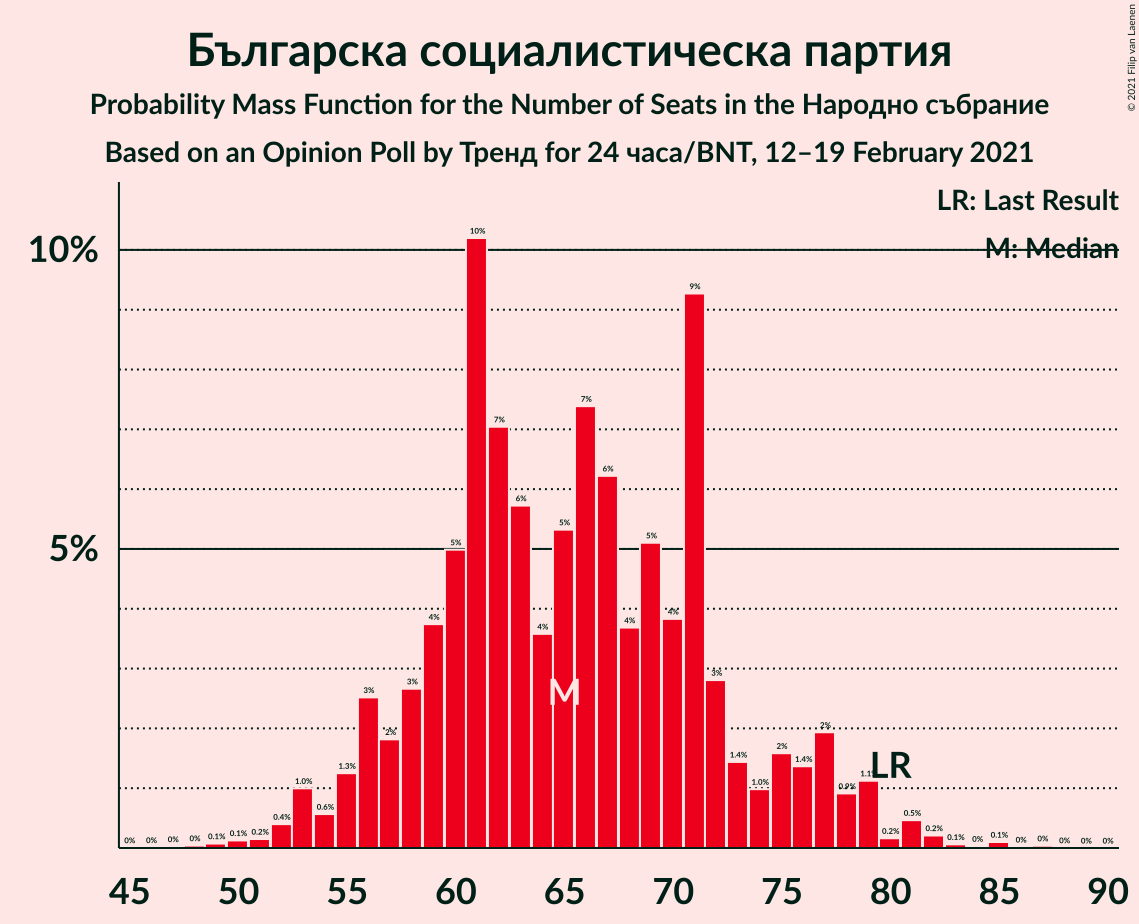 Българска социалистическа партия
Probability Mass Function for the Number of Seats in the Народно събрание
Based on an Opinion Poll by Тренд for 24 часа/BNT, 12–19 February 2021
© 2021 Filip van Laenen
LR: Last Result
M: Median
10%
5%
0% 0% 0% 0% 0.1% 0.1% 0.2% 0.4% 1.0% 0.6% 1.3% 3% 2% 3% 4% 5% 10% 7% 6% 4% 5% 7% 6% 4% 5% 4% 9% 3% 1.4% 1.0% 2% 1.4% 2% 0.9% 1.1% 0.2% 0.5% 0.2% 0.1% 0% 0.1% 0% 0% 0% 0% 0%
M
LR
45 50 55 60 65 70 75 80 85 90